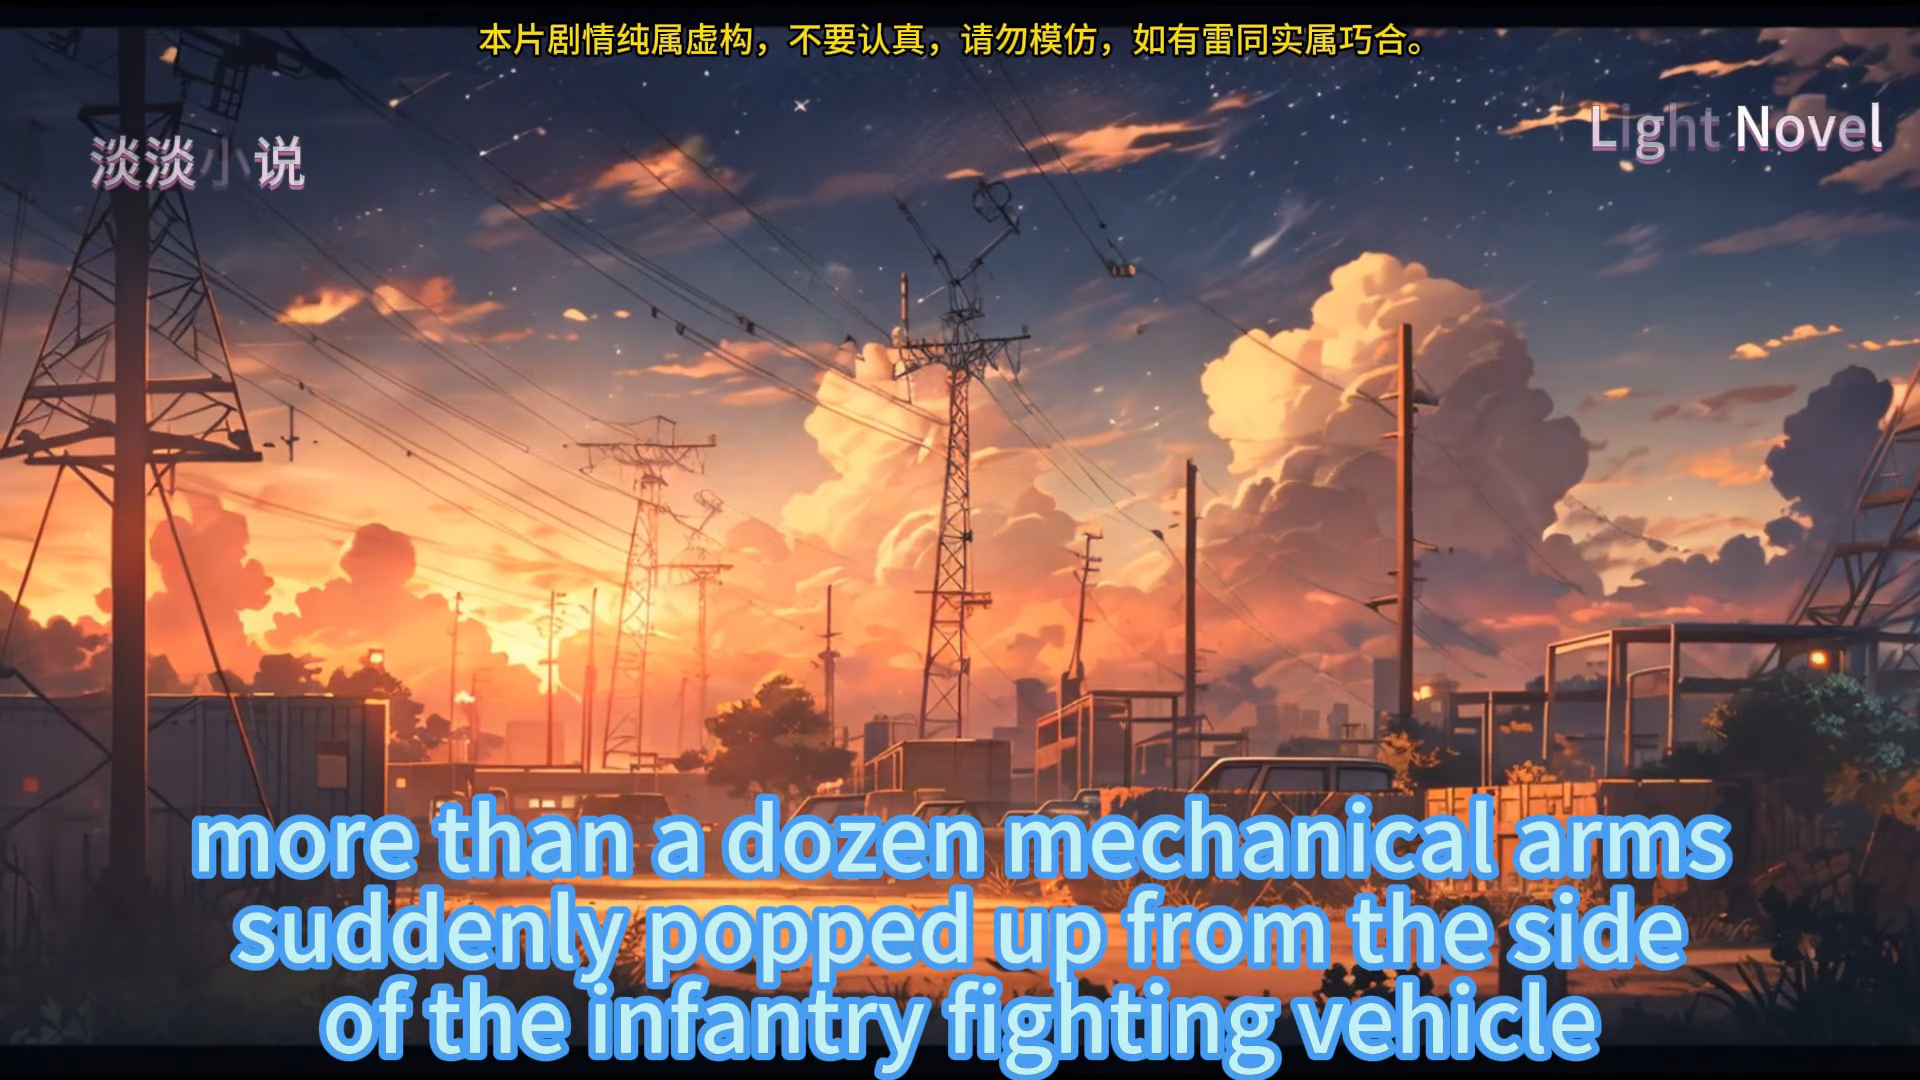 本片剧情纯属虚构，不要认真，请勿模仿，如有雷同实属巧合。
淡淡小说
Light Novel
more than a dozen mechanical arms
suddenly popped up from the side
of the infantry fighting vehicle